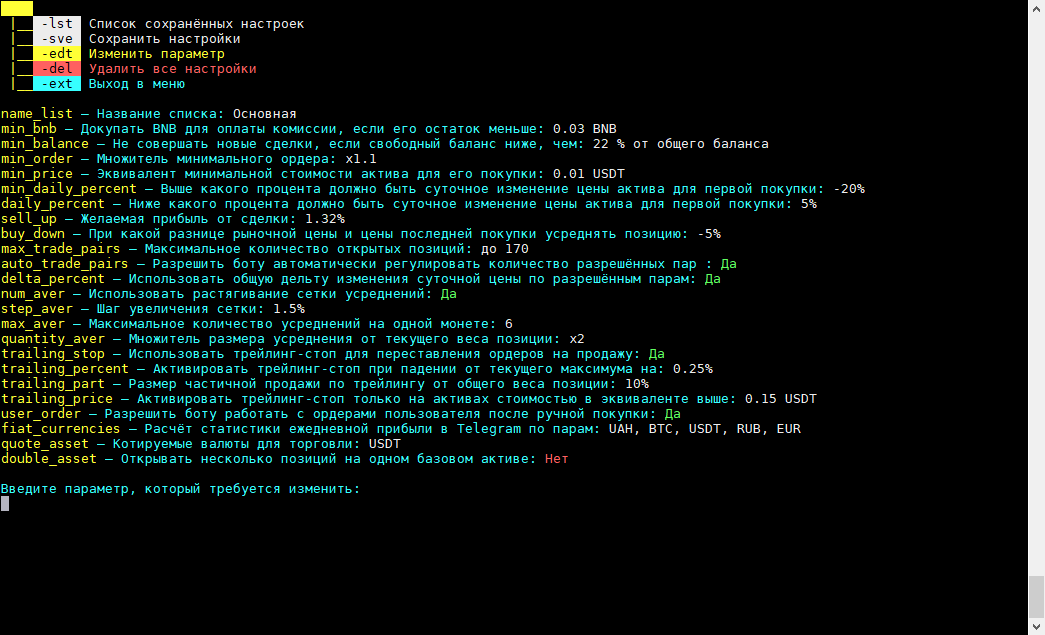 |__ -lst Список сохранённых настроек
|__ -sve Сохранить настройки
|__ -edt Изменить параметр
|__ -del Удалить все настройки
|__ -ext Выход в меню
name_list – Название списка: Основная
min_bnb – Докупать BNB для оплаты комиссии, если его остаток меньше: 0.03 BNB
min_balance – Не совершать новые сделки, если свободный баланс ниже, чем: 22 % от общего баланса
min_order – Множитель минимального ордера: x1.1
min_price – Эквивалент минимальной стоимости актива для его покупки: 0.01 USDT
min_daily_percent – Выше какого процента должно быть суточное изменение цены актива для первой покупки: -20%
daily_percent – Ниже какого процента должно быть суточное изменение цены актива для первой покупки: 5%
sell_up – Желаемая прибыль от сделки: 1.32%
buy_down – При какой разнице рыночной цены и цены последней покупки усреднять позицию: -5%
max_trade_pairs – Максимальное количество открытых позиций: до 170
auto_trade_pairs – Разрешить боту автоматически регулировать количество разрешённых пар : Да
delta_percent – Использовать общую дельту изменения суточной цены по разрешённым парам: Да
num_aver – Использовать растягивание сетки усреднений: Да
step_aver – Шаг увеличения сетки: 1.5%
max_aver – Максимальное количество усреднений на одной монете: 6
quantity_aver – Множитель размера усреднения от текущего веса позиции: x2
trailing_stop – Использовать трейлинг-стоп для переставления ордеров на продажу: Да
trailing_percent – Активировать трейлинг-стоп при падении от текущего максимума на: 0.25%
trailing_part – Размер частичной продажи по трейлингу от общего веса позиции: 10%
trailing_price – Активировать трейлинг-стоп только на активах стоимостью в эквиваленте выше: 0.15 USDT
user_order – Разрешить боту работать с ордерами пользователя после ручной покупки: Да
fiat_currencies – Расчёт статистики ежедневной прибыли в Telegram по парам: UAH, BTC, USDT, RUB, EUR
quote_asset – Котируемые валюты для торговли: USDT
double_asset – Открывать несколько позиций на одном базовом активе: Нет
Введите параметр, который требуется изменить: